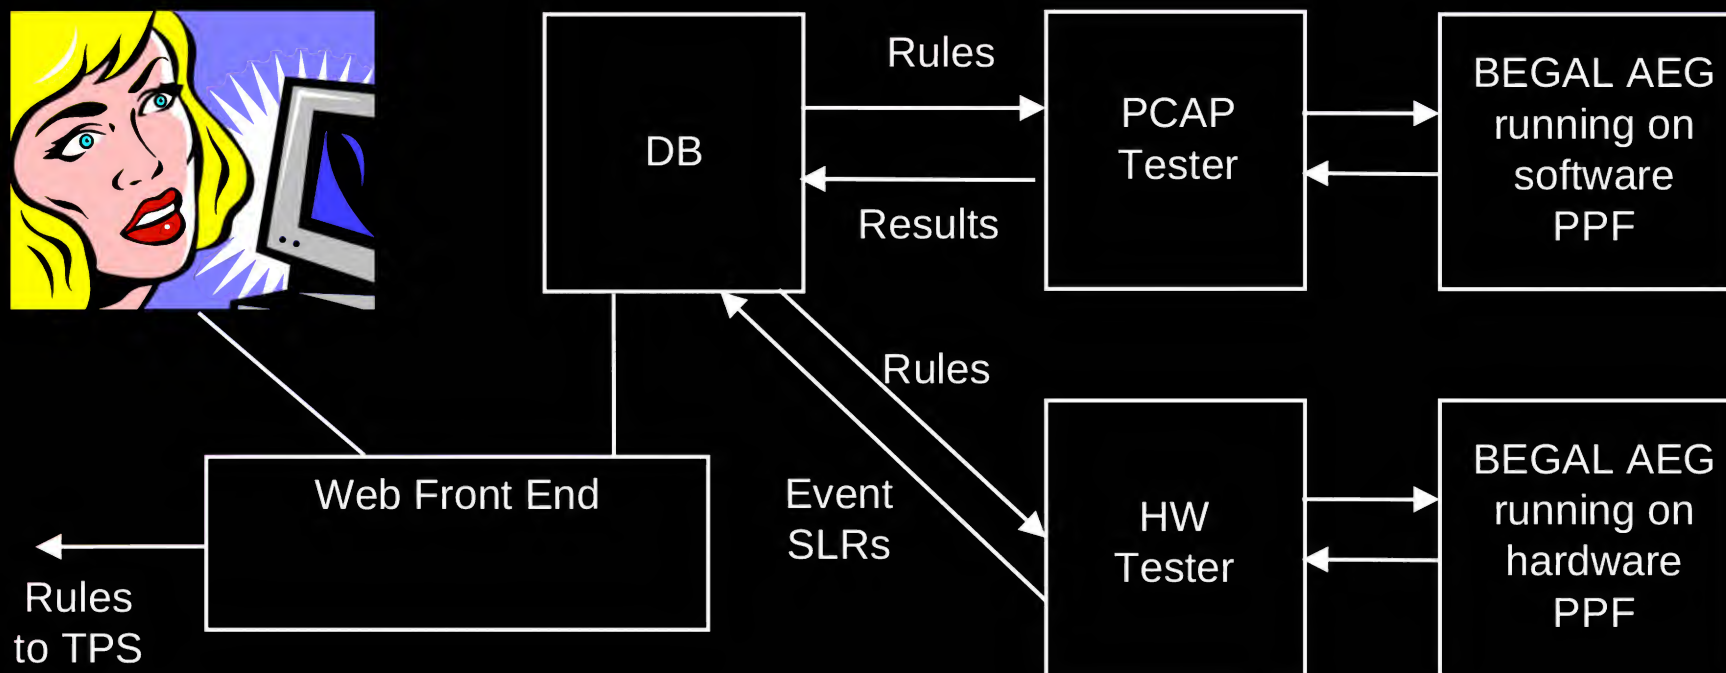 DB
Rules
Results
PCAP
Tester
BEGAL AEG
running on
software
PPF
Web Front End
Rules
to TPS
Rules
Event
SLRs
HW
Tester
BEGAL AEG
running on
hardware
PPF